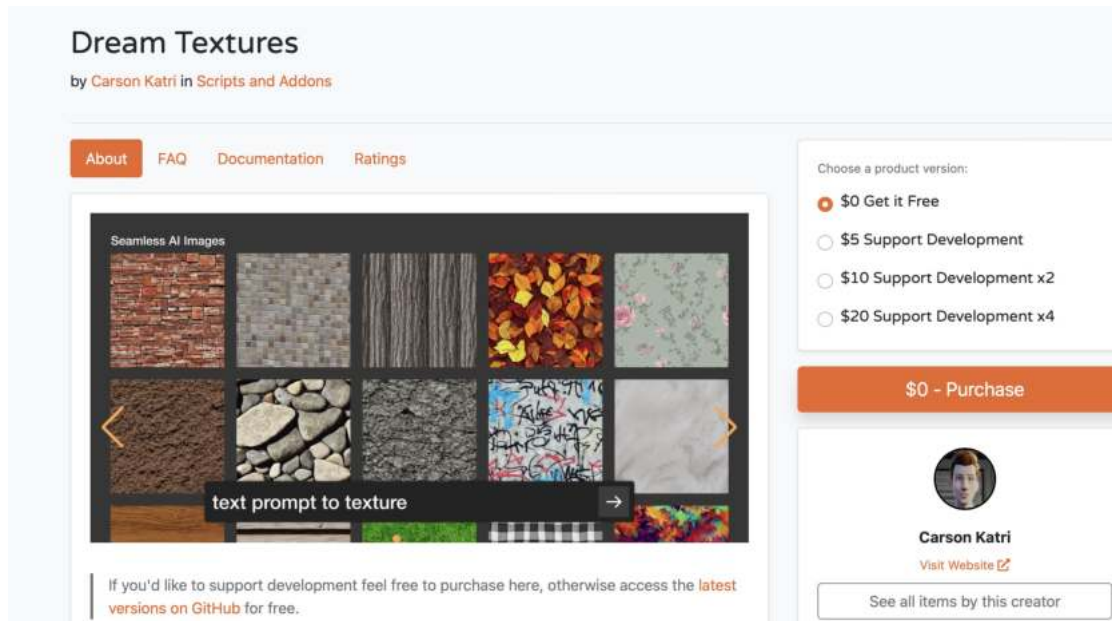 Dream Textures
by Carson Katri in Scripts and Addons
About FAQ Documentation Ratings
Seamless AI Images
text prompt to texture
If you'd like to support development feel free to purchase here, otherwise access the latest
versions on GitHub for free.
Choose a product version:
$0 Get it Free
$5 Support Development
$10 Support Development x2
$20 Support Development x4
$0 - Purchase
Carson Katri
Visit Website
See all items by this creator